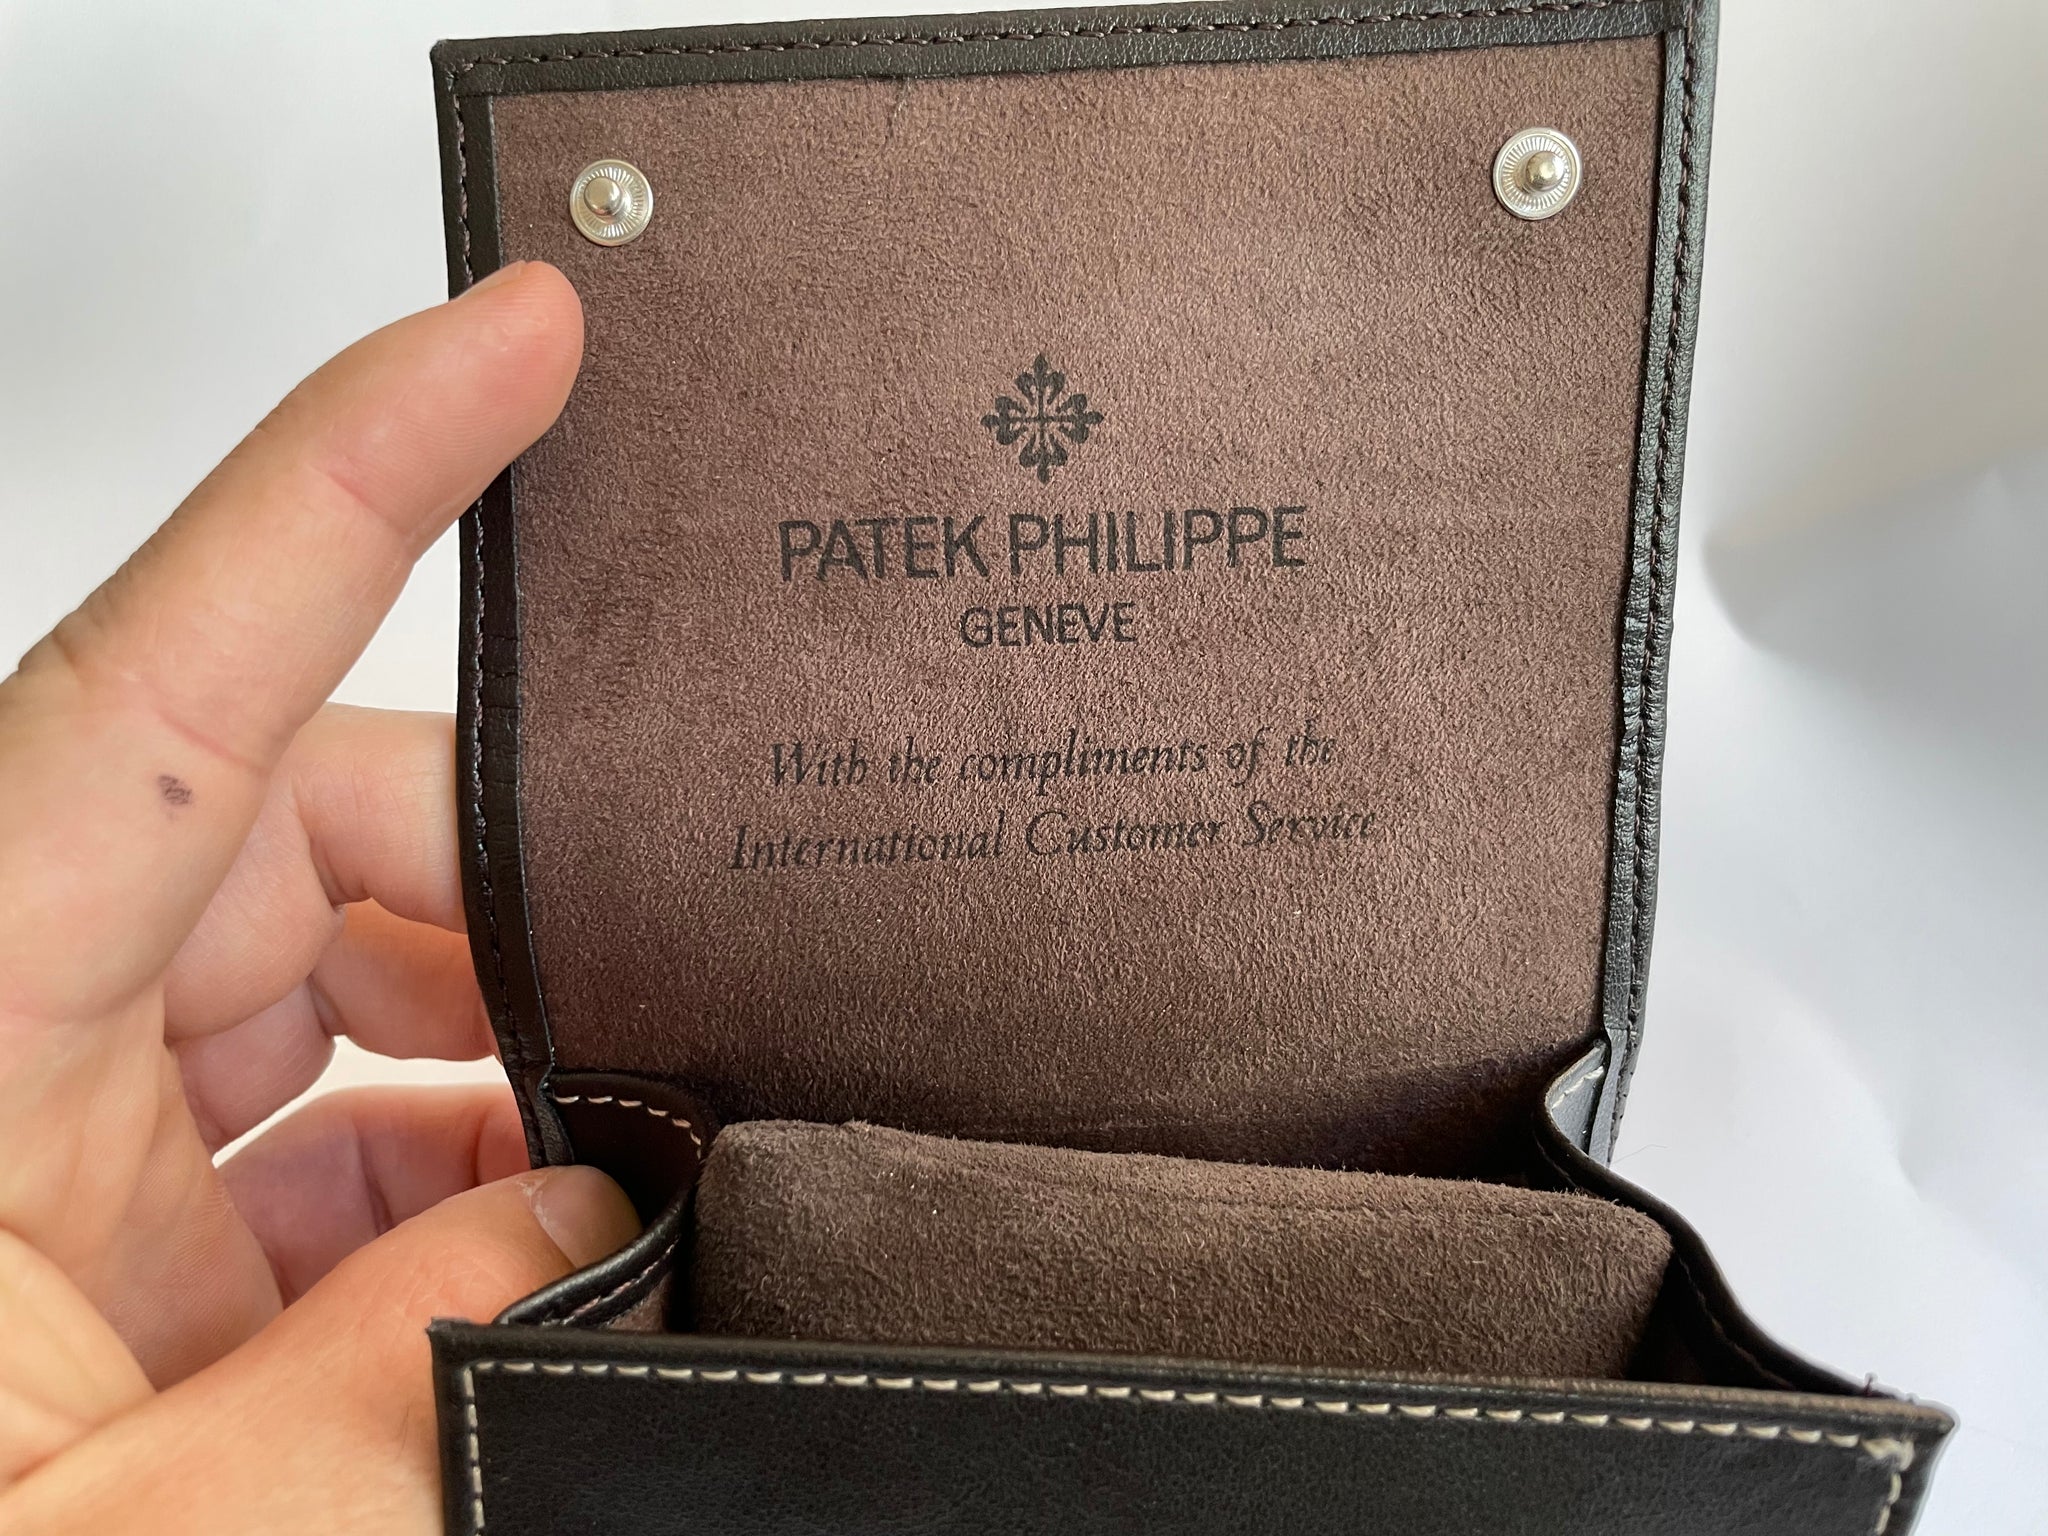 PATEK PHILIPPE
GENEVE
With the compliments of the
International Customer Service